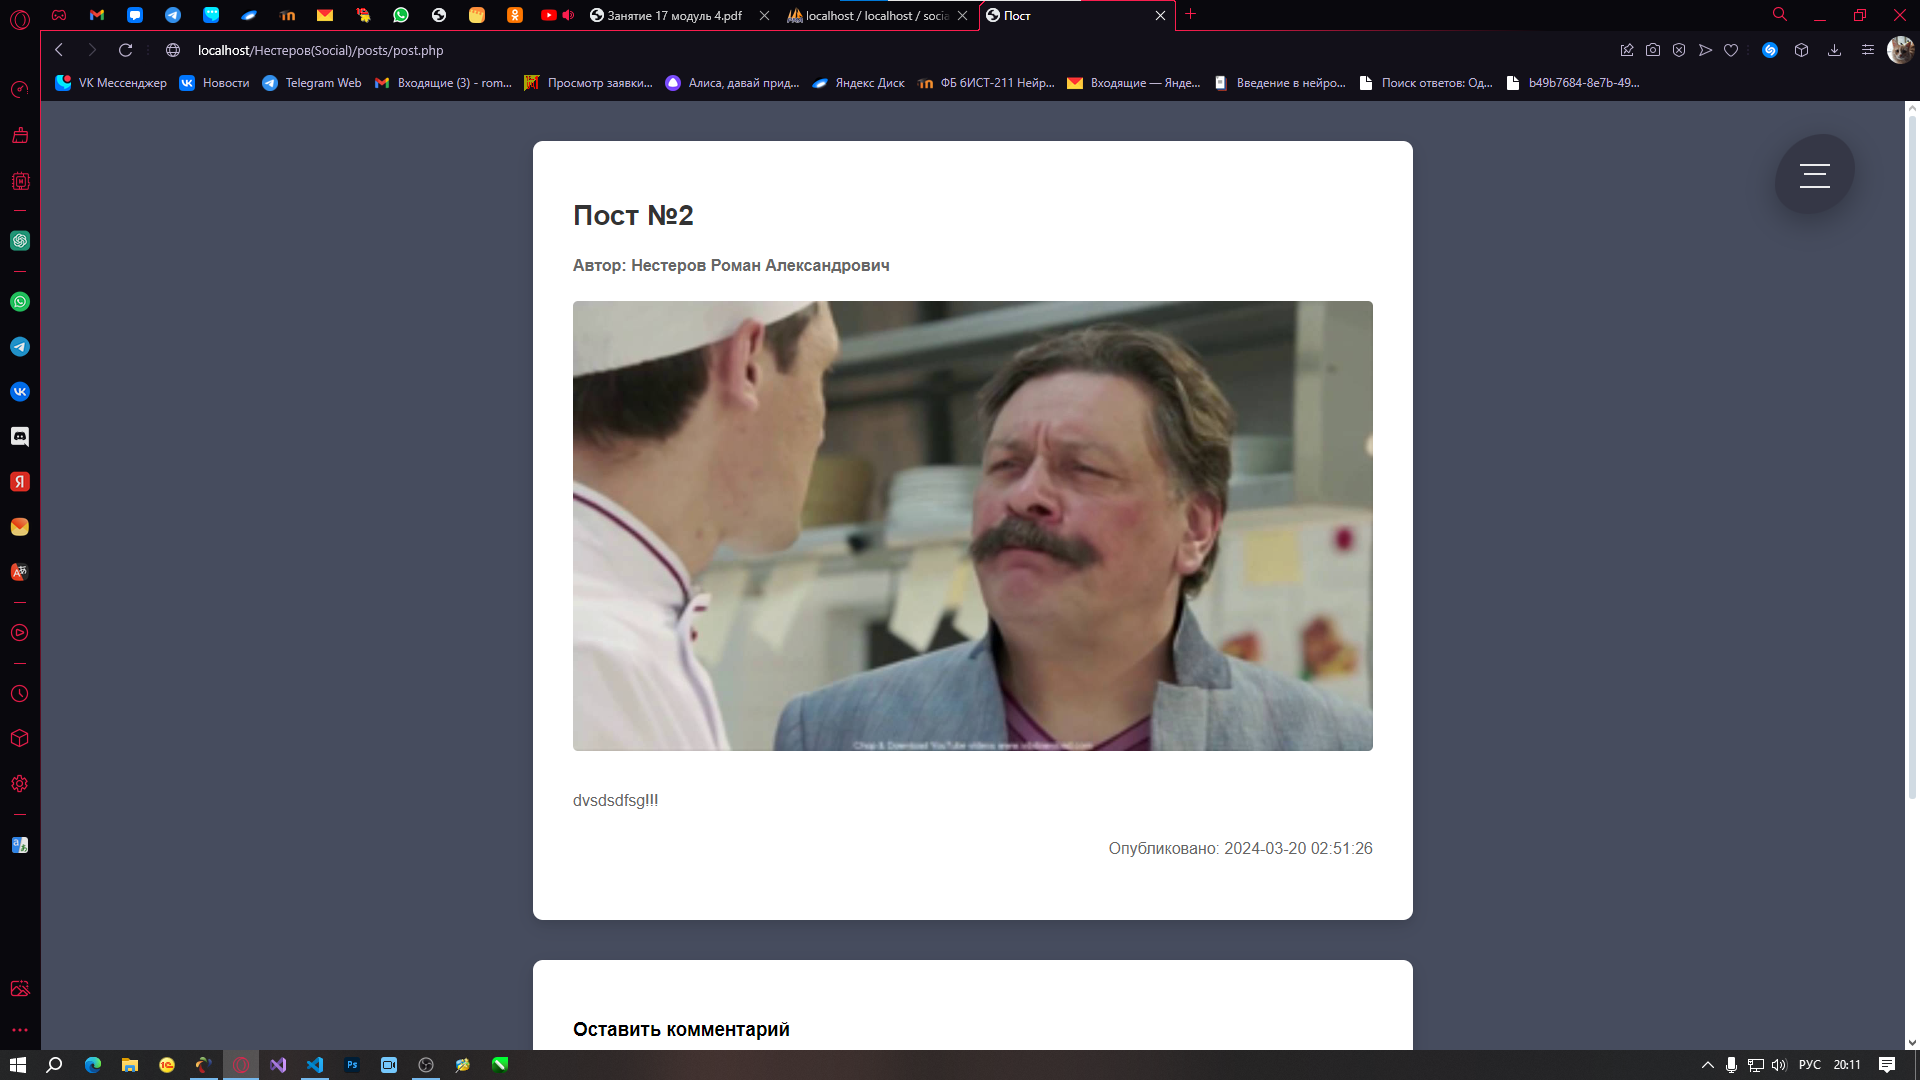 Занятие 17 модуль 4.pdf
localhost / localhost / socia
Пост
localhost/Нестеров(Social)/posts/post.php
VK Мессенджер
Новости
Telegram Web
Входящие (3) - rom...
Просмотр заявки...
Алиса, давай прид...
Яндекс Диск
ФБ бИСТ-211 Нейр...
Входящие — Янде...
Введение в нейро...
Поиск ответов: Од...
b49b7684-8e7b-49...
Пост №2
Автор: Нестеров Роман Александрович
dvsdsdfsg!!!
Опубликовано: 2024-03-20 02:51:26
Оставить комментарий
РУС
20:11